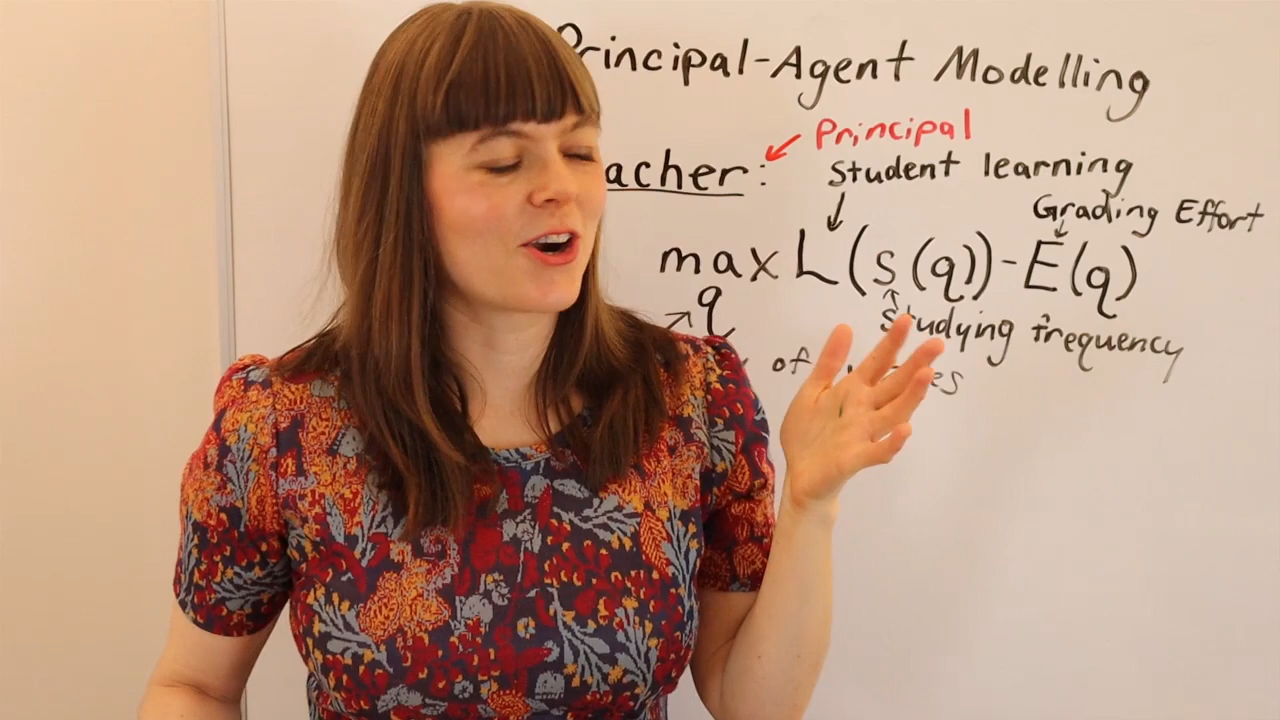 Principal-Agent Modelling
Principal
acher:
Student learning
Grading Effort
max L(s(q))-E(q)
q
Studying frequency
of